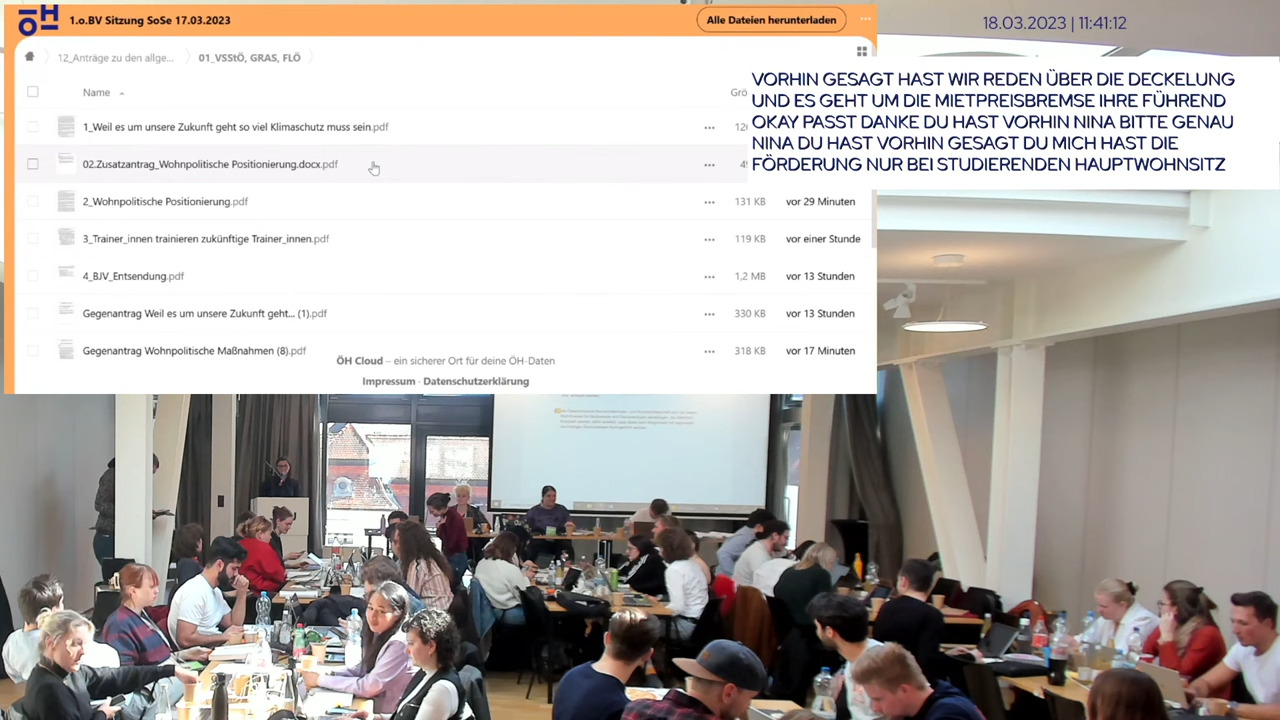 ÖH
1.o.BV Sitzung SoSe 17.03.2023
Alle Dateien herunterladen
18.03.2023 | 11:41:12
12_Anträge zu den allge...
01_VSStÖ, GRAS, FLÖ
VORHIN GESAGT HAST WIR REDEN ÜBER DIE DECKELUNG
UND ES GEHT UM DIE MIETPREISBREMSE IHRE FÜHREND
OKAY PASST DANKE DU HAST VORHIN NINA BITTE GENAU
NINA DU HAST VORHIN GESAGT DU MICH HAST DIE
FÖRDERUNG NUR BEI STUDIERENDEN HAUPTWOHNSITZ
Name
1_Weil es um unsere Zukunft geht so viel Klimaschutz muss sein.pdf
02.Zusatzantrag_Wohnpolitische Positionierung.docx.pdf
2_Wohnpolitische Positionierung.pdf 131 KB vor 29 Minuten
3_Trainer_innen trainieren zukünftige Trainer_innen.pdf 119 KB vor einer Stunde
4_BJV_Entsendung.pdf 1,2 MB vor 13 Stunden
Gegenantrag Weil es um unsere Zukunft geht... (1).pdf 330 KB vor 13 Stunden
Gegenantrag Wohnpolitische Maßnahmen (8).pdf 318 KB vor 17 Minuten
ÖH Cloud – ein sicherer Ort für deine ÖH-Daten
Impressum · Datenschutzerklärung